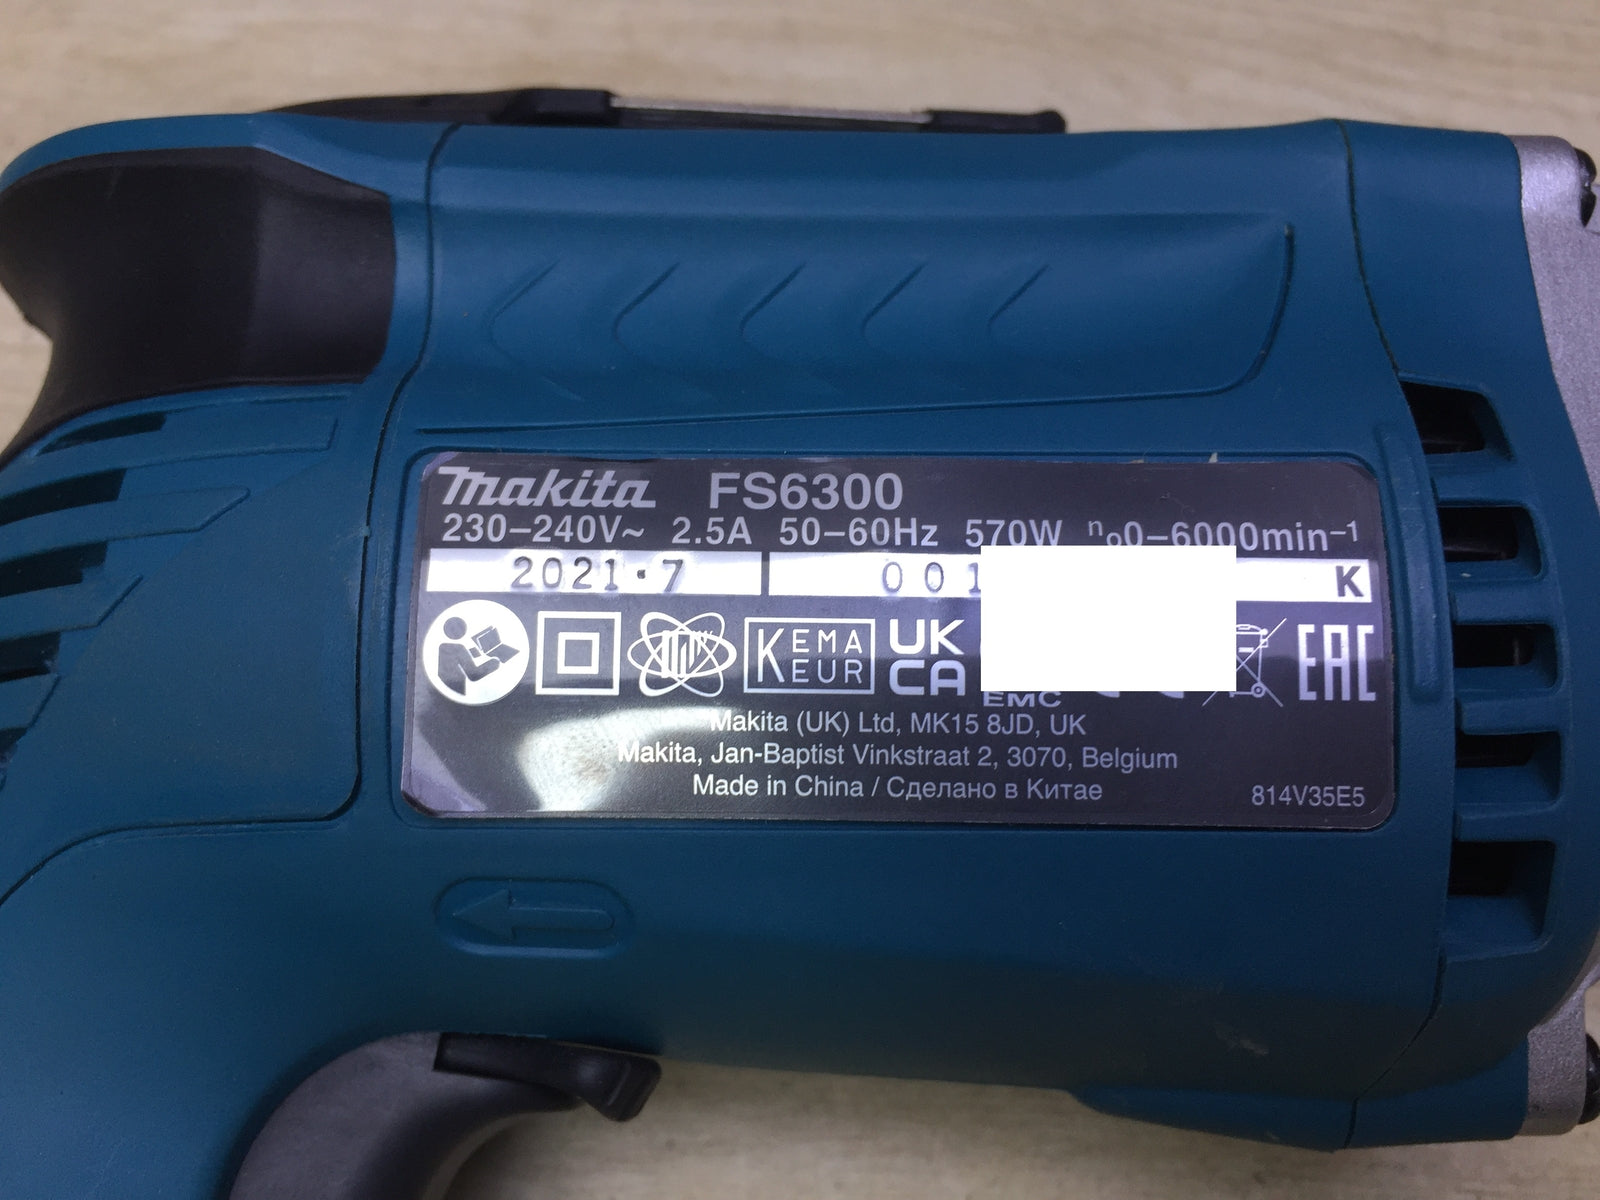 makita FS6300
230–240V~ 2.5A 50–60Hz 570W n₀0–6000min⁻¹
2021·7 001 K
KEMA KEUR
UK CA
EMC
EAC
Makita (UK) Ltd, MK15 8JD, UK
Makita, Jan-Baptist Vinkstraat 2, 3070, Belgium
Made in China / Сделано в Китае
814V35E5